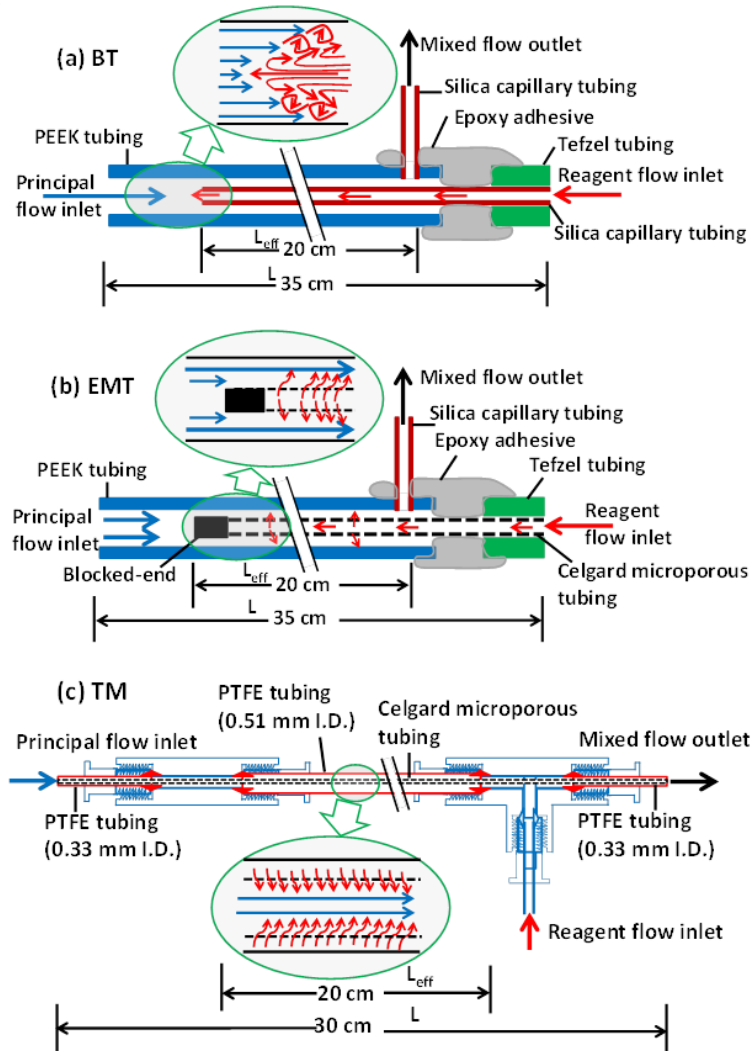 (a) BT
Mixed flow outlet
Silica capillary tubing
Epoxy adhesive
PEEK tubing
Tefzel tubing
Principal
flow inlet
Reagent flow inlet
Silica capillary tubing
Leff
20 cm
L
35 cm
(b) EMT
Mixed flow outlet
Silica capillary tubing
Epoxy adhesive
PEEK tubing
Tefzel tubing
Principal
flow inlet
Reagent
flow inlet
Blocked-end
Celgard microporous
tubing
Leff
20 cm
L
35 cm
(c) TM
PTFE tubing
(0.51 mm I.D.)
Celgard microporous
tubing
Principal flow inlet
Mixed flow outlet
PTFE tubing
(0.33 mm I.D.)
PTFE tubing
(0.33 mm I.D.)
Reagent flow inlet
Leff
20 cm
L
30 cm